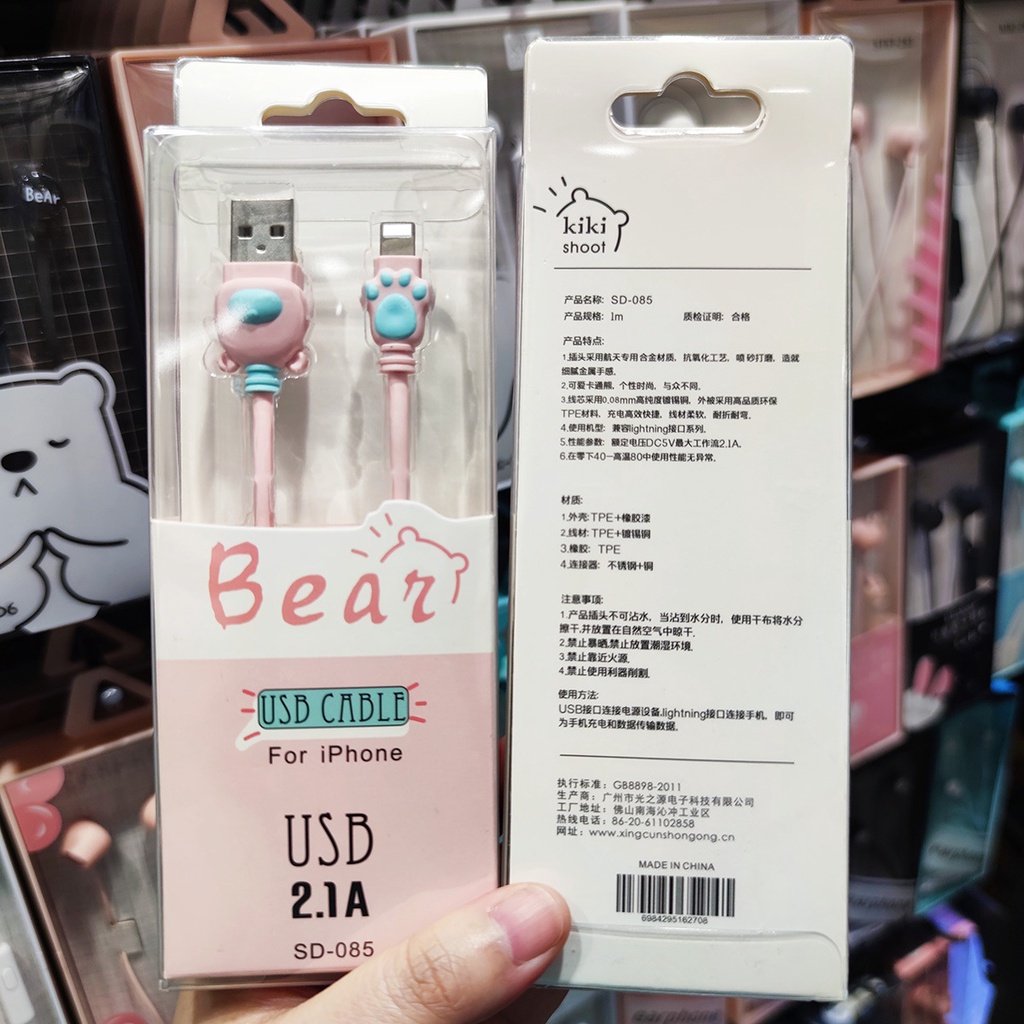 BeAr
Bear
USB CABLE
For iPhone
USB
2.1A
SD-085
kiki
shoot
产品名称: SD-085
产品规格: 1m 质检证明: 合格
产品特点:
1.插头采用航天专用合金材质, 抗氧化工艺, 喷砂打磨, 造就
细腻金属手感.
2.可爱卡通熊, 个性时尚, 与众不同.
3.线芯采用0.08mm高纯度镀锡铜, 外被采用高品质环保
TPE材料, 充电高效快捷, 线材柔软, 耐折耐弯.
4.使用机型: 兼容lightning接口系列.
5.性能参数: 额定电压DC5V最大工作流2.1A.
6.在零下40-高温80中使用性能无异常.
材质:
1.外壳:TPE+橡胶漆
2.线材:TPE+镀锡铜
3.橡胶: TPE
4.连接器: 不锈钢+铜
注意事项:
1.产品插头不可沾水, 当沾到水分时, 使用干布将水分
擦干,并放置在自然空气中晾干.
2.禁止暴晒,禁止放置潮湿环境.
3.禁止靠近火源.
4.禁止使用利器削割.
使用方法:
USB接口连接电源设备,lightning接口连接手机, 即可
为手机充电和数据传输数据.
执行标准: GB8898-2011
生产商: 广州市光之源电子科技有限公司
工厂地址: 佛山南海沁冲工业区
热线电话: 86-20-61102858
网址: www.xingcunshongong.cn
MADE IN CHINA
6984295162708